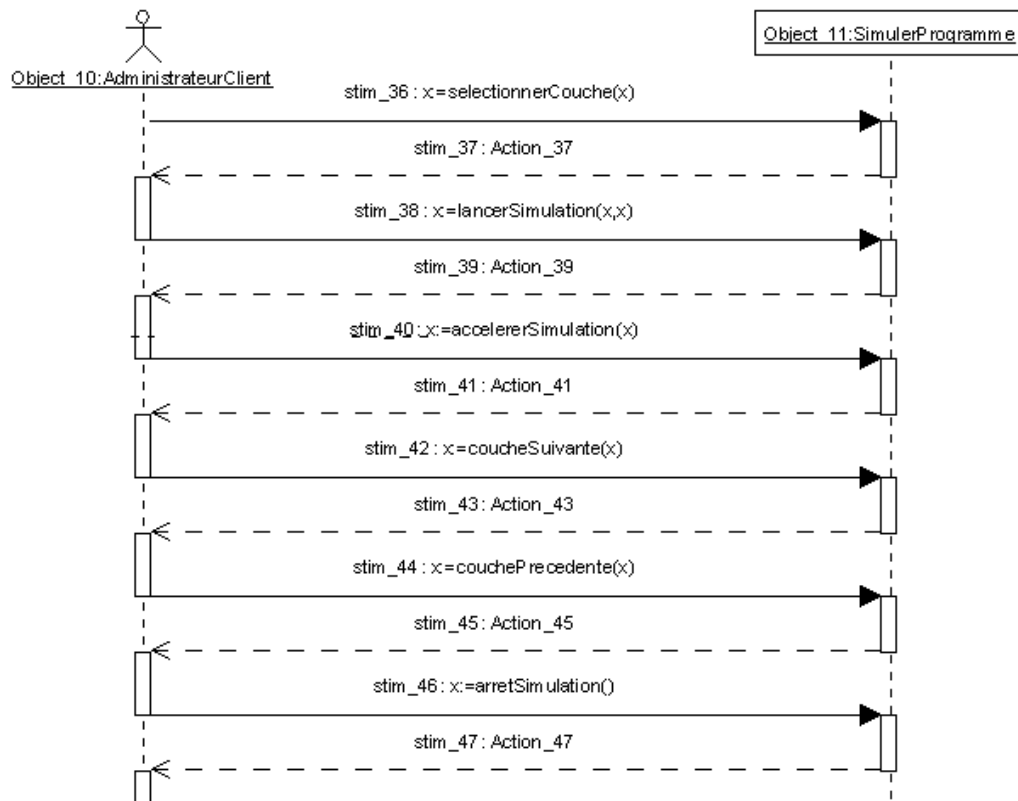 Object_11:SimulerProgramme
Object_10:AdministrateurClient
stim_36 : x:=selectionnerCouche(x)
stim_37 : Action_37
stim_38 : x:=lancerSimulation(x,x)
stim_39 : Action_39
stim_40 : x:=accelererSimulation(x)
stim_41 : Action_41
stim_42 : x:=coucheSuivante(x)
stim_43 : Action_43
stim_44 : x:=couchePrecedente(x)
stim_45 : Action_45
stim_46 : x:=arretSimulation()
stim_47 : Action_47